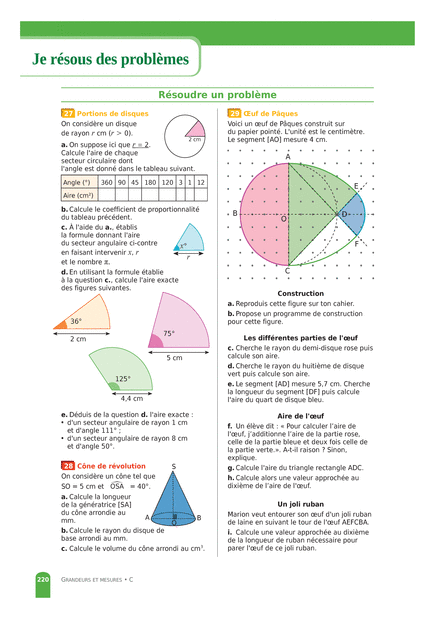 Je résous des problèmes
Résoudre un problème
27 Portions de disques
On considère un disque
de rayon r cm (r > 0).
a. On suppose ici que r = 2.
Calcule l'aire de chaque
secteur circulaire dont
l'angle est donné dans le tableau suivant.
2 cm
Angle (°) 360 90 45 180 120 3 1 12
Aire (cm²)
b. Calcule le coefficient de proportionnalité
du tableau précédent.
c. À l'aide du a., établis
la formule donnant l'aire
du secteur angulaire ci-contre
en faisant intervenir x, r
et le nombre π.
x°
r
d. En utilisant la formule établie
à la question c., calcule l'aire exacte
des figures suivantes.
36°
2 cm
75°
5 cm
125°
4,4 cm
e. Déduis de la question d. l'aire exacte :
• d'un secteur angulaire de rayon 1 cm
et d'angle 111° ;
• d'un secteur angulaire de rayon 8 cm
et d'angle 50°.
28 Cône de révolution
On considère un cône tel que
SO = 5 cm et OSA = 40°.
a. Calcule la longueur
de la génératrice [SA]
du cône arrondie au
mm.
S
A
B
O
b. Calcule le rayon du disque de
base arrondi au mm.
c. Calcule le volume du cône arrondi au cm³.
29 Œuf de Pâques
Voici un œuf de Pâques construit sur
du papier pointé. L'unité est le centimètre.
Le segment [AO] mesure 4 cm.
A
E
B
O
D
F
C
Construction
a. Reproduis cette figure sur ton cahier.
b. Propose un programme de construction
pour cette figure.
Les différentes parties de l'œuf
c. Cherche le rayon du demi-disque rose puis
calcule son aire.
d. Cherche le rayon du huitième de disque
vert puis calcule son aire.
e. Le segment [AD] mesure 5,7 cm. Cherche
la longueur du segment [DF] puis calcule
l'aire du quart de disque bleu.
Aire de l'œuf
f. Un élève dit : « Pour calculer l'aire de
l'œuf, j'additionne l'aire de la partie rose,
celle de la partie bleue et deux fois celle de
la partie verte.». A-t-il raison ? Sinon,
explique.
g. Calcule l'aire du triangle rectangle ADC.
h. Calcule alors une valeur approchée au
dixième de l'aire de l'œuf.
Un joli ruban
Marion veut entourer son œuf d'un joli ruban
de laine en suivant le tour de l'œuf AEFCBA.
i. Calcule une valeur approchée au dixième
de la longueur de ruban nécessaire pour
parer l'œuf de ce joli ruban.
220 GRANDEURS ET MESURES • C